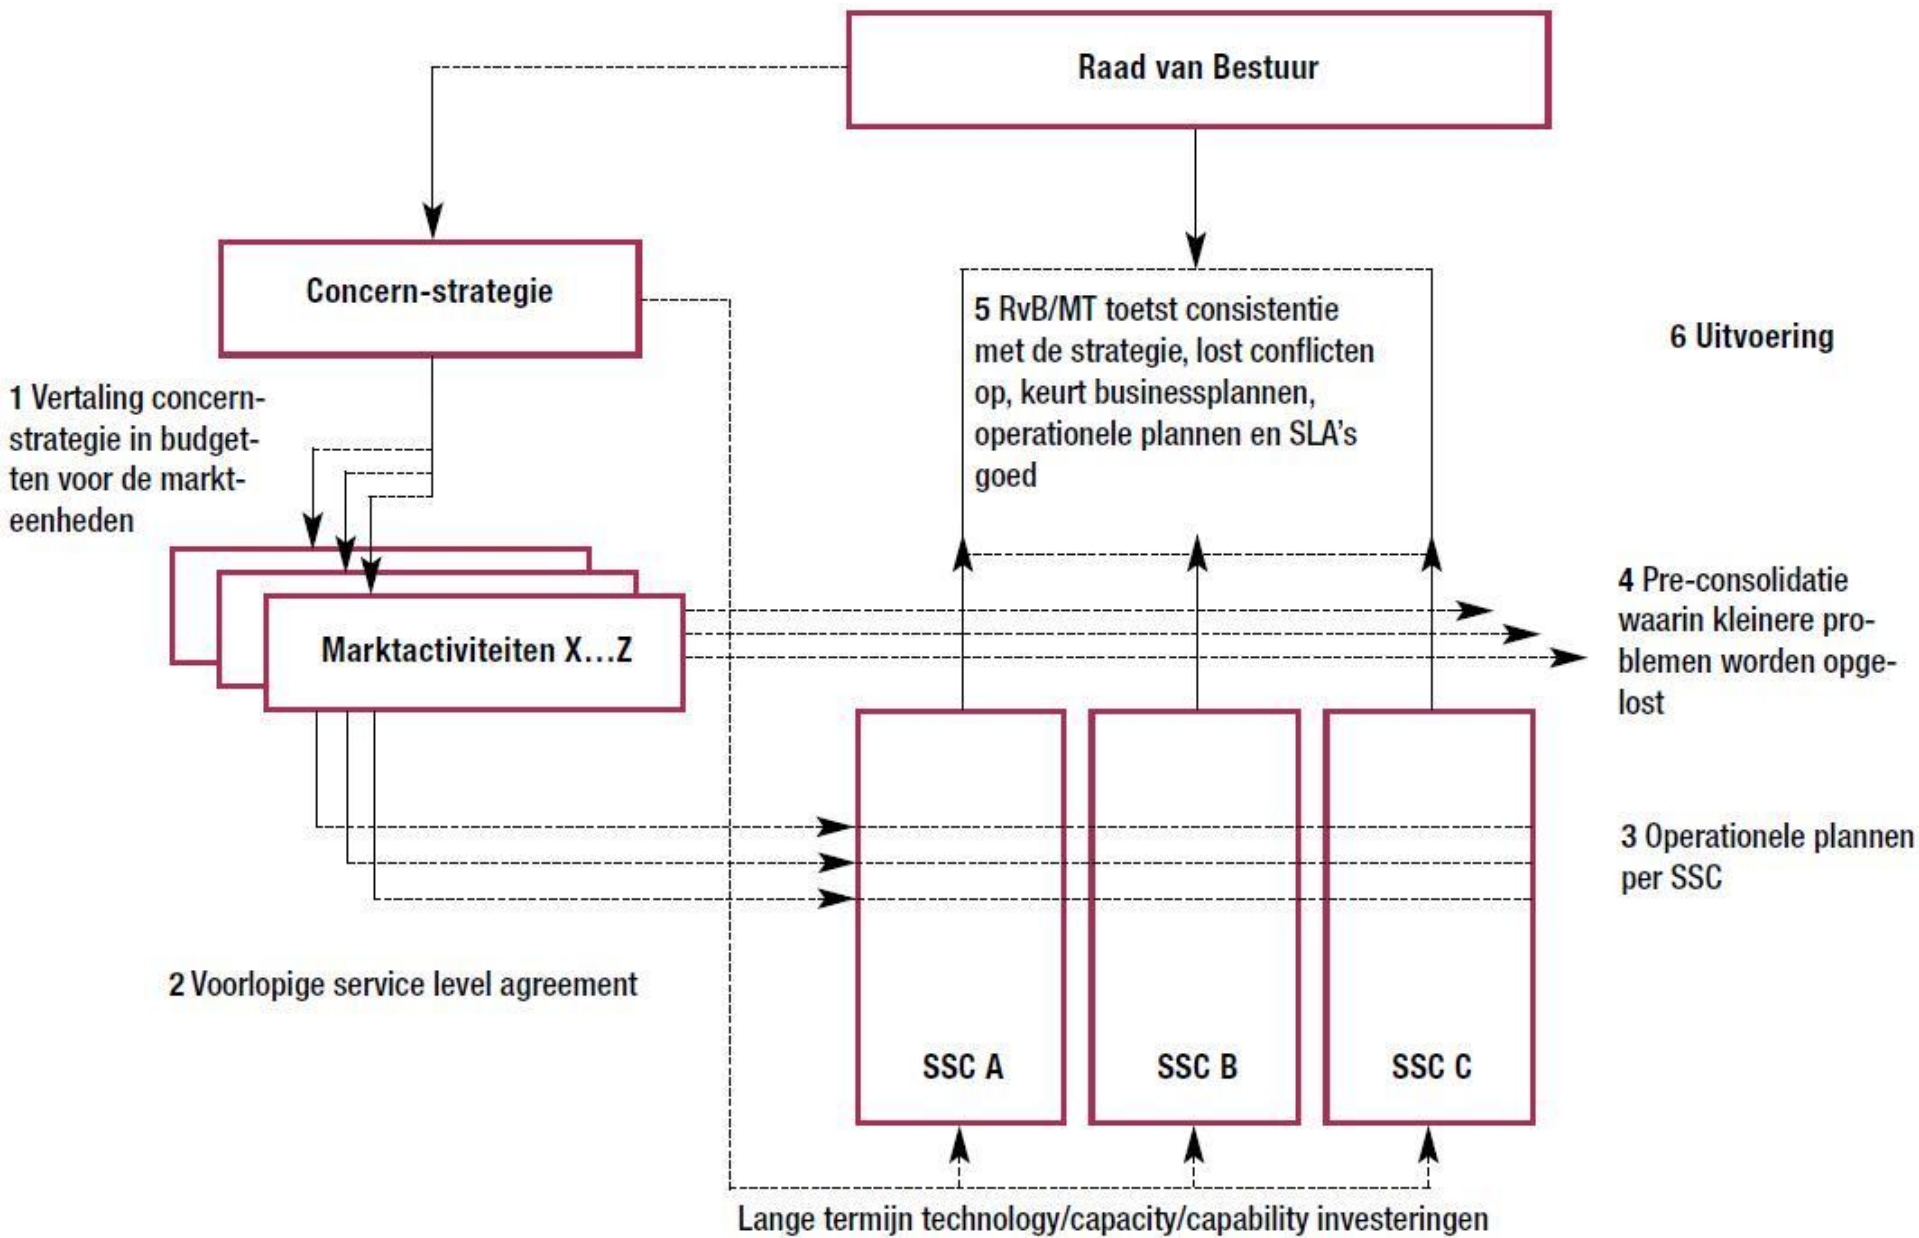 Raad van Bestuur
Concern-strategie
1 Vertaling concern-
strategie in budget-
ten voor de markt-
eenheden
5 RvB/MT toetst consistentie
met de strategie, lost conflicten
op, keurt businessplannen,
operationele plannen en SLA's
goed
6 Uitvoering
Marktactiviteiten X...Z
4 Pre-consolidatie
waarin kleinere pro-
blemen worden opge-
lost
3 Operationele plannen
per SSC
2 Voorlopige service level agreement
SSC A
SSC B
SSC C
Lange termijn technology/capacity/capability investeringen